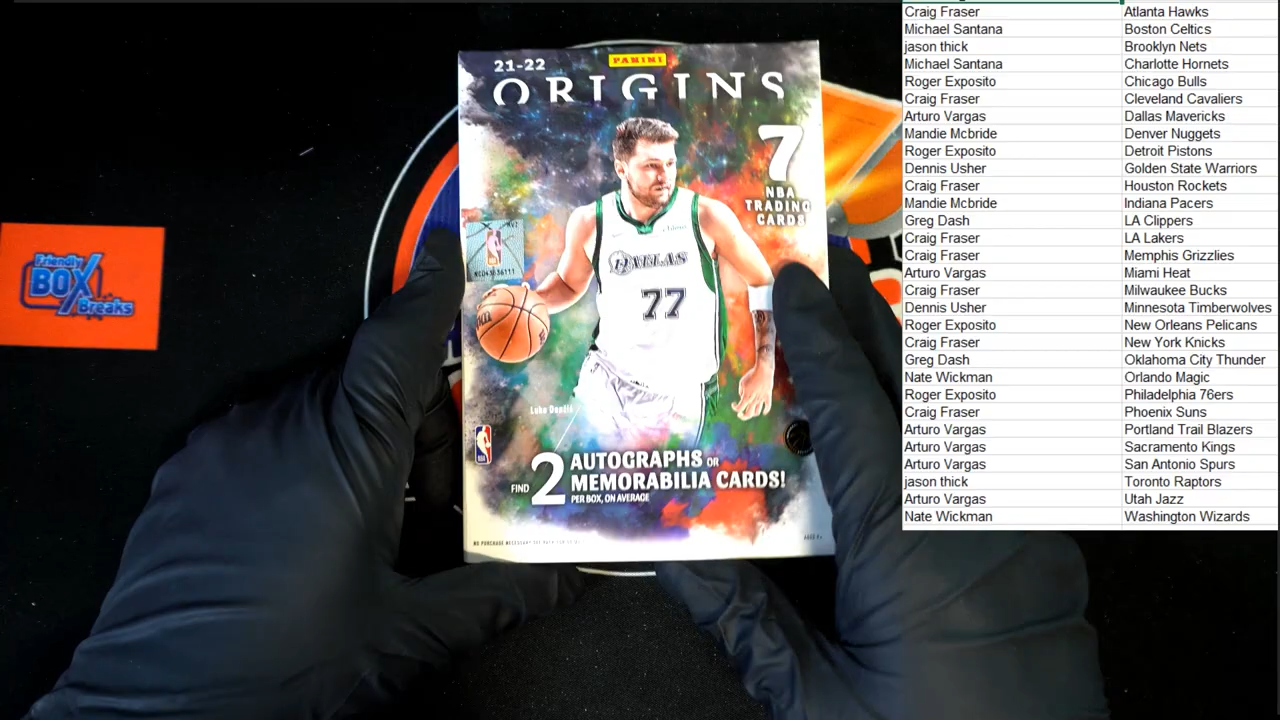 Friendly
BOX
Breaks
21-22
PANINI
ORIGINS
7
NBA
TRADING
CARDS
DALLAS
77
Luka Dončić
FIND 2 AUTOGRAPHS OR
MEMORABILIA CARDS!
PER BOX, ON AVERAGE
NBA
Craig Fraser Atlanta Hawks
Michael Santana Boston Celtics
jason thick Brooklyn Nets
Michael Santana Charlotte Hornets
Roger Exposito Chicago Bulls
Craig Fraser Cleveland Cavaliers
Arturo Vargas Dallas Mavericks
Mandie Mcbride Denver Nuggets
Roger Exposito Detroit Pistons
Dennis Usher Golden State Warriors
Craig Fraser Houston Rockets
Mandie Mcbride Indiana Pacers
Greg Dash LA Clippers
Craig Fraser LA Lakers
Craig Fraser Memphis Grizzlies
Arturo Vargas Miami Heat
Craig Fraser Milwaukee Bucks
Dennis Usher Minnesota Timberwolves
Roger Exposito New Orleans Pelicans
Craig Fraser New York Knicks
Greg Dash Oklahoma City Thunder
Nate Wickman Orlando Magic
Roger Exposito Philadelphia 76ers
Craig Fraser Phoenix Suns
Arturo Vargas Portland Trail Blazers
Arturo Vargas Sacramento Kings
Arturo Vargas San Antonio Spurs
jason thick Toronto Raptors
Arturo Vargas Utah Jazz
Nate Wickman Washington Wizards